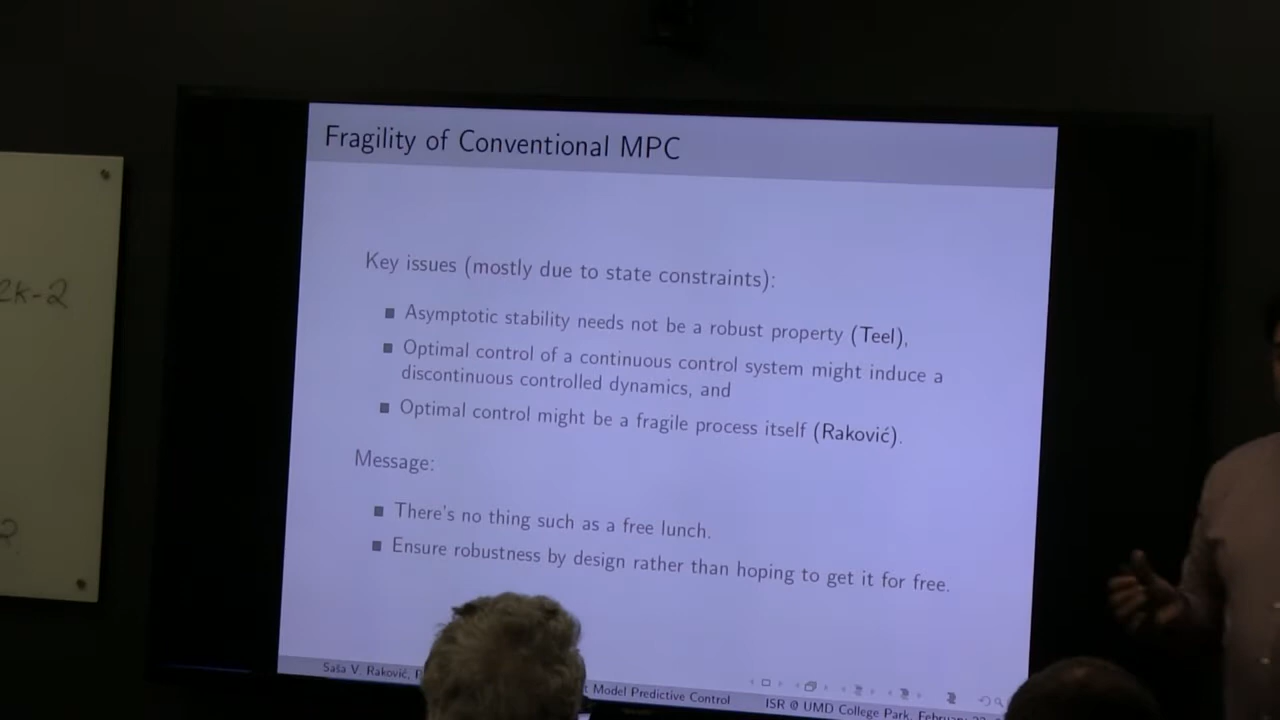 Fragility of Conventional MPC
2k-2
Key issues (mostly due to state constraints):
Asymptotic stability needs not be a robust property (Teel),
Optimal control of a continuous control system might induce a
discontinuous controlled dynamics, and
Optimal control might be a fragile process itself (Raković).
Message:
There's no thing such as a free lunch.
Ensure robustness by design rather than hoping to get it for free.
Saša V. Raković,
Model Predictive Control
ISR @ UMD College Park,